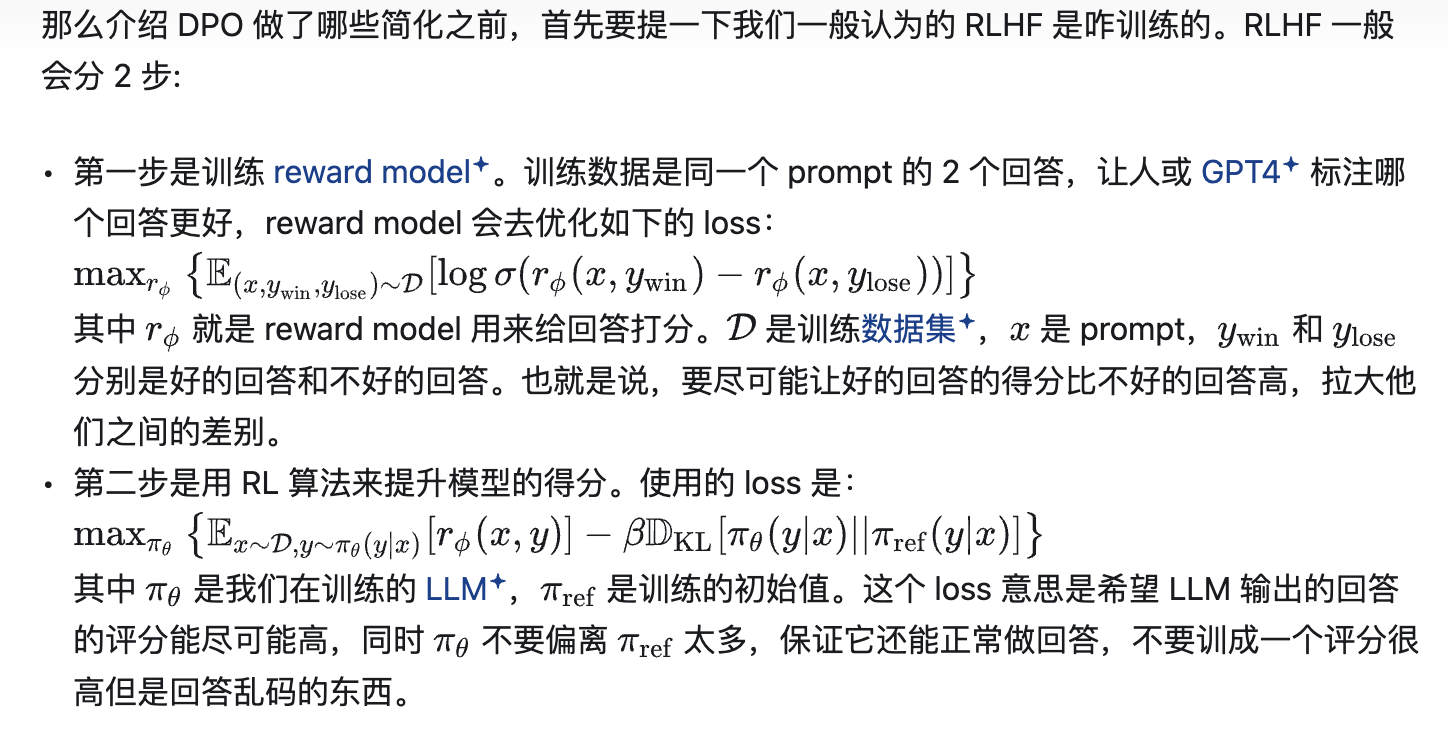 那么介绍 DPO 做了哪些简化之前，首先要提一下我们一般认为的 RLHF 是咋训练的。RLHF 一般
会分 2 步:
• 第一步是训练 reward model✦。训练数据是同一个 prompt 的 2 个回答，让人或 GPT4✦ 标注哪
个回答更好，reward model 会去优化如下的 loss：
$\max_{r_\phi} \left\{ \mathbb{E}_{(x, y_{\text{win}}, y_{\text{lose}}) \sim \mathcal{D}} [\log \sigma(r_\phi(x, y_{\text{win}}) - r_\phi(x, y_{\text{lose}}))] \right\}$
其中 $r_\phi$ 就是 reward model 用来给回答打分。$\mathcal{D}$ 是训练数据集✦，$x$ 是 prompt，$y_{\text{win}}$ 和 $y_{\text{lose}}$
分别是好的回答和不好的回答。也就是说，要尽可能让好的回答的得分比不好的回答高，拉大他
们之间的差别。
• 第二步是用 RL 算法来提升模型的得分。使用的 loss 是：
$\max_{\pi_\theta} \left\{ \mathbb{E}_{x \sim \mathcal{D}, y \sim \pi_\theta(y|x)} [r_\phi(x, y)] - \beta \mathbb{D}_{\text{KL}} [\pi_\theta(y|x) || \pi_{\text{ref}}(y|x)] \right\}$
其中 $\pi_\theta$ 是我们在训练的 LLM✦，$\pi_{\text{ref}}$ 是训练的初始值。这个 loss 意思是希望 LLM 输出的回答
的评分能尽可能高，同时 $\pi_\theta$ 不要偏离 $\pi_{\text{ref}}$ 太多，保证它还能正常做回答，不要训成一个评分很
高但是回答乱码的东西。